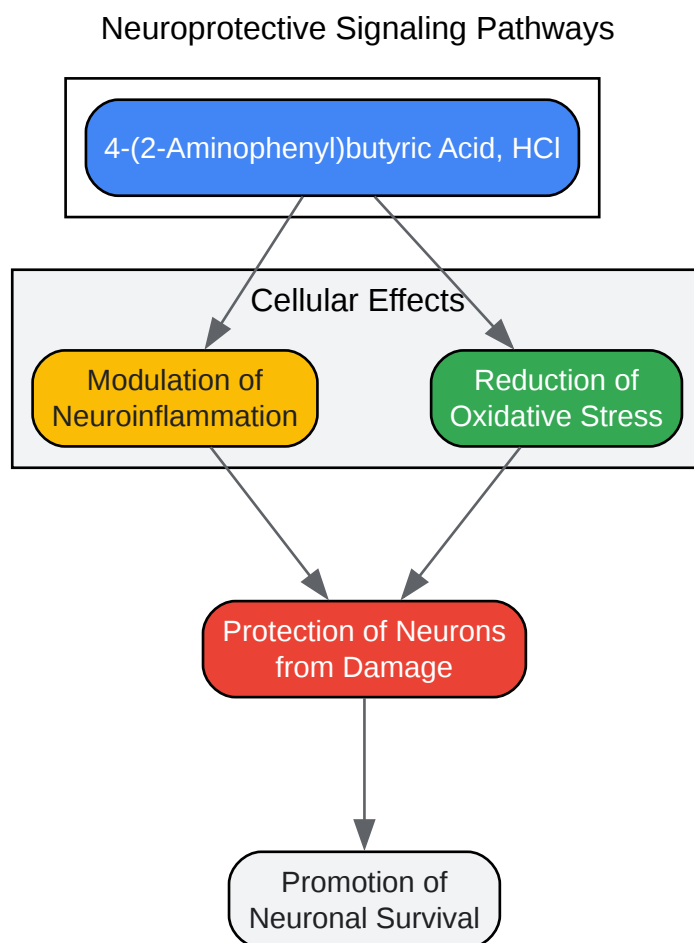 Neuroprotective Signaling Pathways
4-(2-Aminophenyl)butyric Acid, HCl
Cellular Effects
Modulation of
Neuroinflammation
Reduction of
Oxidative Stress
Protection of Neurons
from Damage
Promotion of
Neuronal Survival